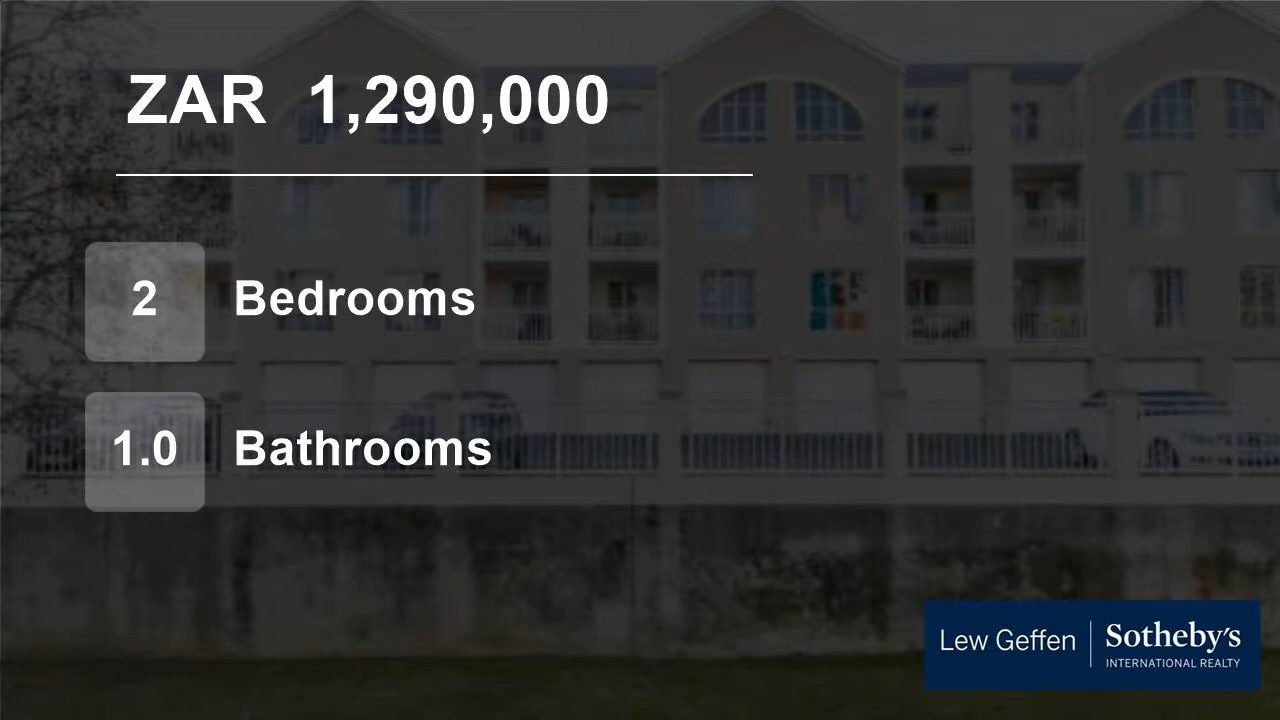 ZAR 1,290,000
2 Bedrooms
1.0 Bathrooms
Lew Geffen | Sotheby's
INTERNATIONAL REALTY